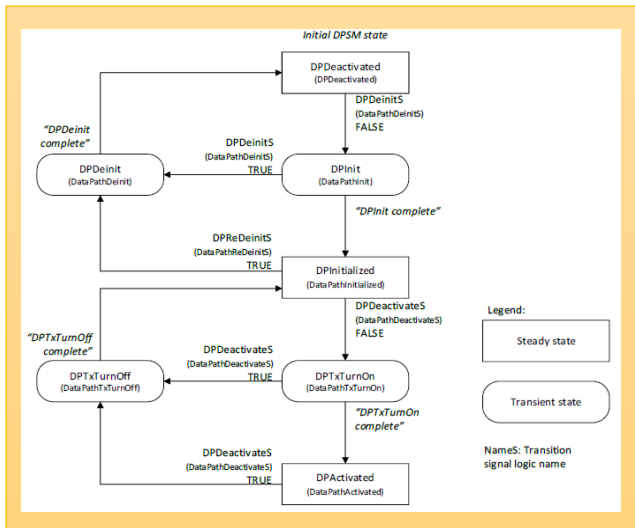 Initial DPSM state
DPDeactivated
(DPDeactivated)
DPDeinitS
(DataPathDeinitS)
FALSE
"DPDeinit
complete"
DPDeinitS
(DataPathDeinitS)
TRUE
DPDeinit
(DataPathDeinit)
DPInit
(DataPathInit)
"DPInit complete"
DPReDeinitS
(DataPathReDeinitS)
TRUE
DPInitialized
(DataPathInitialized)
DPDeactivateS
(DataPathDeactivateS)
FALSE
"DPTxTurnOff
complete"
DPDeactivateS
(DataPathDeactivateS)
TRUE
DPTxTurnOff
(DataPathTxTurnOff)
DPTxTurnOn
(DataPathTxTurnOn)
"DPTxTurnOn
complete"
DPDeactivateS
(DataPathDeactivateS)
TRUE
DPActivated
(DataPathActivated)
Legend:
Steady state
Transient state
NameS: Transition
signal logic name